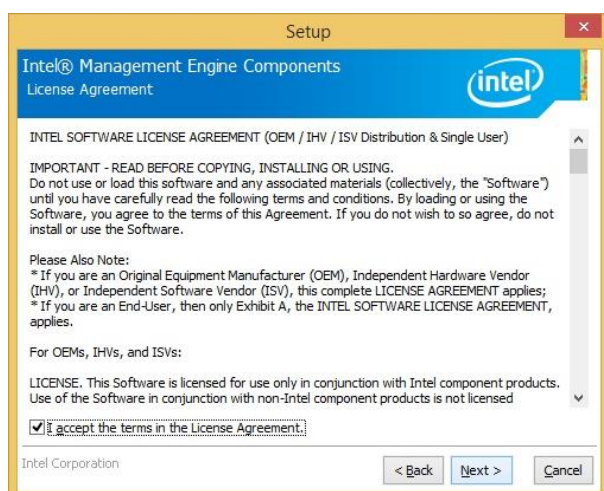 Setup
Intel® Management Engine Components
License Agreement
intel
INTEL SOFTWARE LICENSE AGREEMENT (OEM / IHV / ISV Distribution & Single User)
IMPORTANT - READ BEFORE COPYING, INSTALLING OR USING.
Do not use or load this software and any associated materials (collectively, the "Software")
until you have carefully read the following terms and conditions. By loading or using the
Software, you agree to the terms of this Agreement. If you do not wish to so agree, do not
install or use the Software.
Please Also Note:
* If you are an Original Equipment Manufacturer (OEM), Independent Hardware Vendor
(IHV), or Independent Software Vendor (ISV), this complete LICENSE AGREEMENT applies;
* If you are an End-User, then only Exhibit A, the INTEL SOFTWARE LICENSE AGREEMENT,
applies.
For OEMs, IHVs, and ISVs:
LICENSE. This Software is licensed for use only in conjunction with Intel component products.
Use of the Software in conjunction with non-Intel component products is not licensed
I accept the terms in the License Agreement.
Intel Corporation
< Back
Next >
Cancel